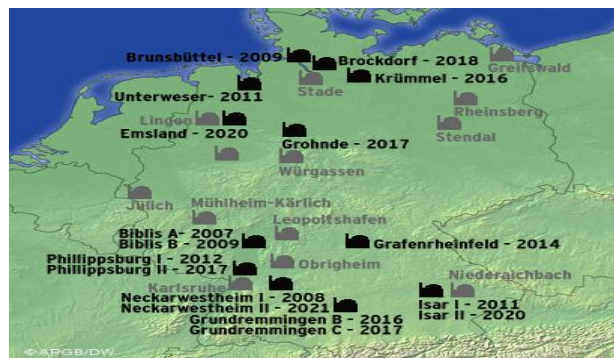 Brunsbüttel - 2009
Brockdorf - 2018
Greifswald
Krümmel - 2016
Stade
Unterweser- 2011
Rheinsberg
Lingen
Emsland - 2020
Stendal
Grohnde - 2017
Würgassen
Jülich
Mühlheim-Kärlich
Leopoltshafen
Biblis A- 2007
Biblis B - 2009
Grafenrheinfeld - 2014
Phillippsburg I - 2012
Phillippsburg II - 2017
Obrigheim
Karlsruhe
Niederaichbach
Neckarwestheim I - 2008
Neckarwestheim II - 2021
Isar I - 2011
Isar II - 2020
Grundremmingen B - 2016
Grundremmingen C - 2017
© APGB/DW